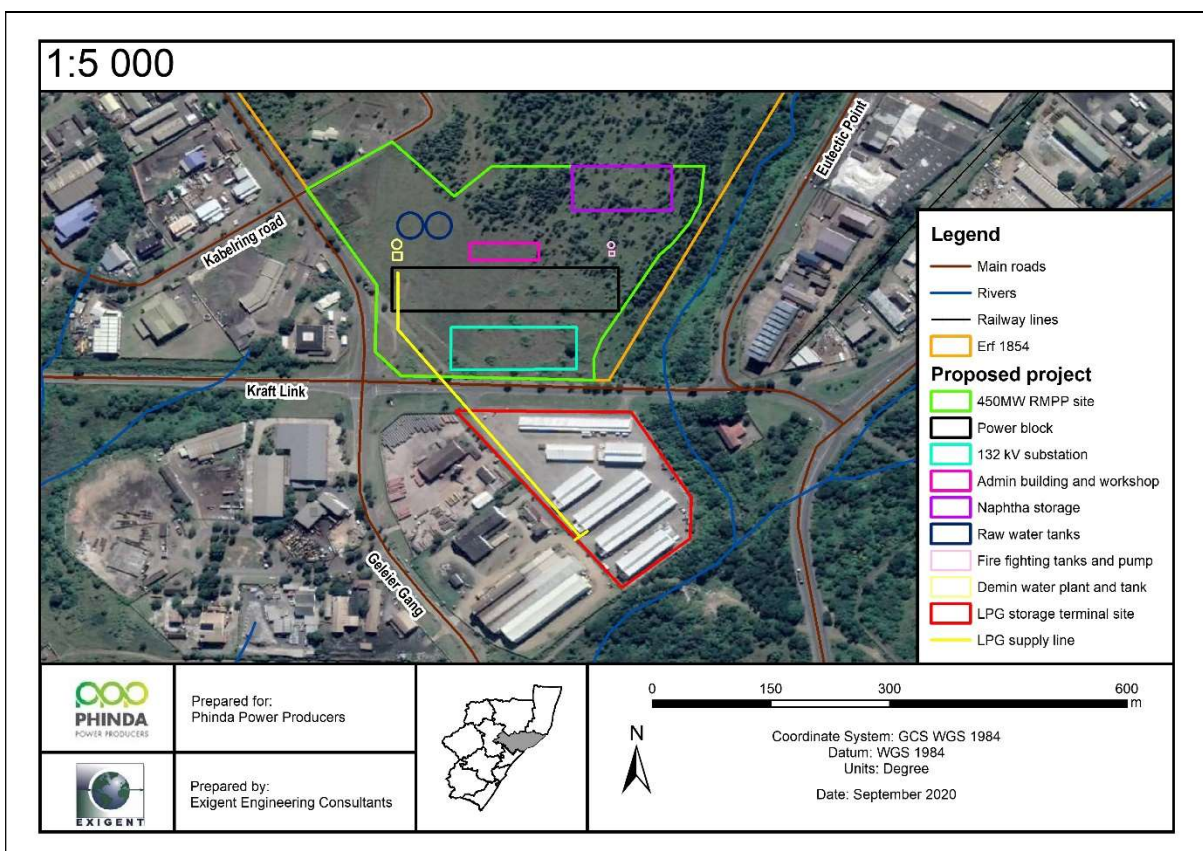 1:5 000
Eutectic Point
Kabelring road
Kraft Link
Geleier Gang
Legend
Main roads
Rivers
Railway lines
Erf 1854
Proposed project
450MW RMPP site
Power block
132 kV substation
Admin building and workshop
Naphtha storage
Raw water tanks
Fire fighting tanks and pump
Demin water plant and tank
LPG storage terminal site
LPG supply line
PHINDA
POWER PRODUCERS
Prepared for:
Phinda Power Producers
EXIGENT
Prepared by:
Exigent Engineering Consultants
0 150 300 600
m
N
Coordinate System: GCS WGS 1984
Datum: WGS 1984
Units: Degree
Date: September 2020